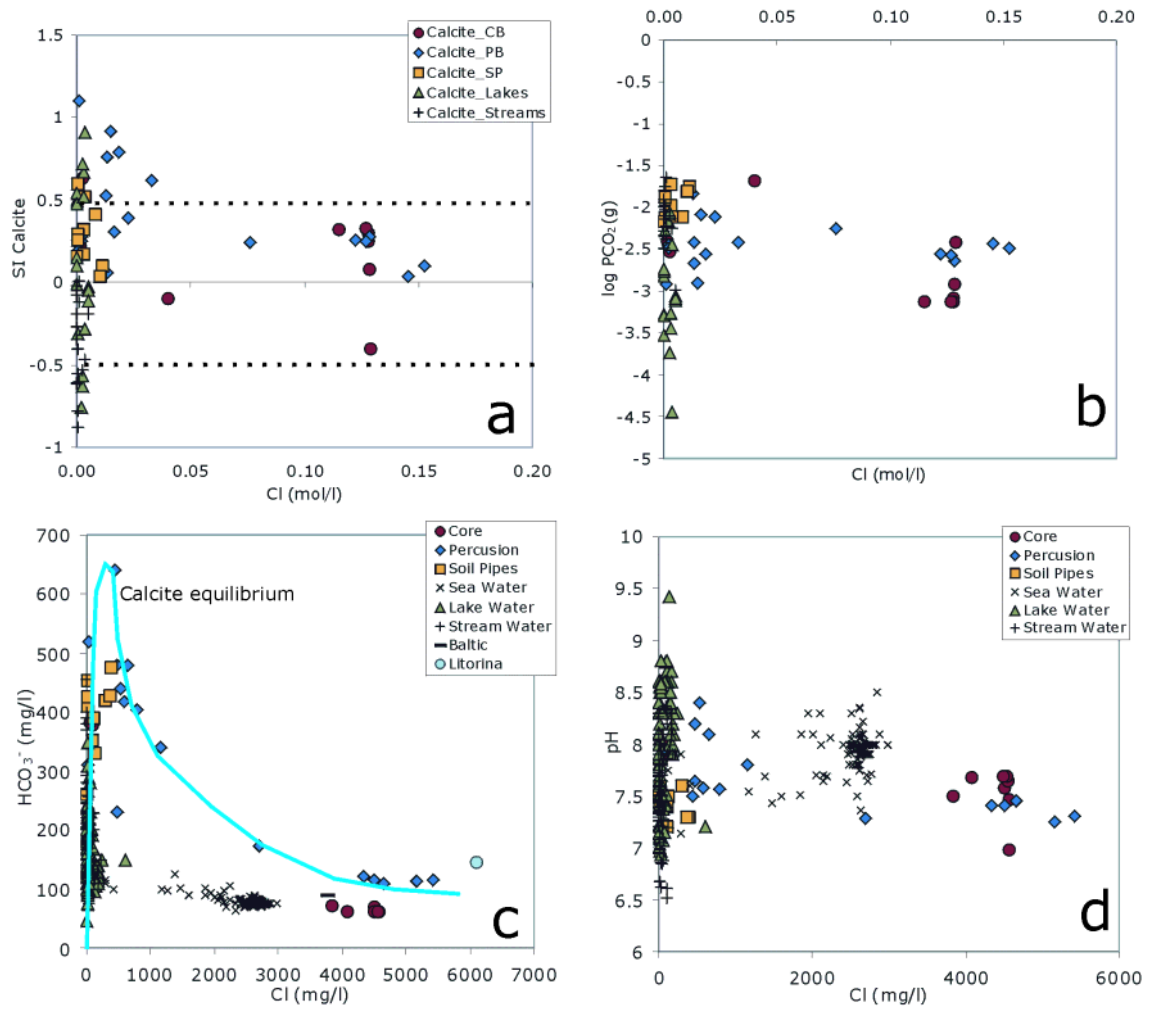 1.5
1
0.5
0
-0.5
-1
SI Calcite
Calcite_CB
Calcite_PB
Calcite_SP
Calcite_Lakes
Calcite_Streams
a
0.00 0.05 0.10 0.15 0.20
Cl (mol/l)
0.00 0.05 0.10 0.15 0.20
-0
-0.5
-1
-1.5
-2
-2.5
-3
-3.5
-4
-4.5
-5
log PCO₂(g)
b
Cl (mol/l)
700
600
500
400
300
200
100
0
HCO₃⁻ (mg/l)
Calcite equilibrium
Core
Percusion
Soil Pipes
Sea Water
Lake Water
Stream Water
Baltic
Litorina
c
0 1000 2000 3000 4000 5000 6000 7000
Cl (mg/l)
10
9.5
9
8.5
8
7.5
7
6.5
6
pH
Core
Percusion
Soil Pipes
Sea Water
Lake Water
Stream Water
d
0 2000 4000 6000
Cl (mg/l)